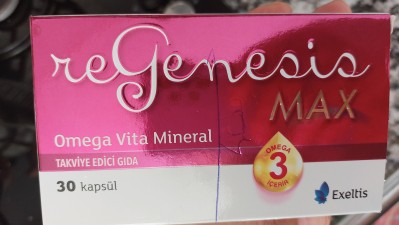 reGenesis
MAX
Omega Vita Mineral
TAKVİYE EDİCİ GIDA
30 kapsül
OMEGA
3
İÇERİR
Exeltis